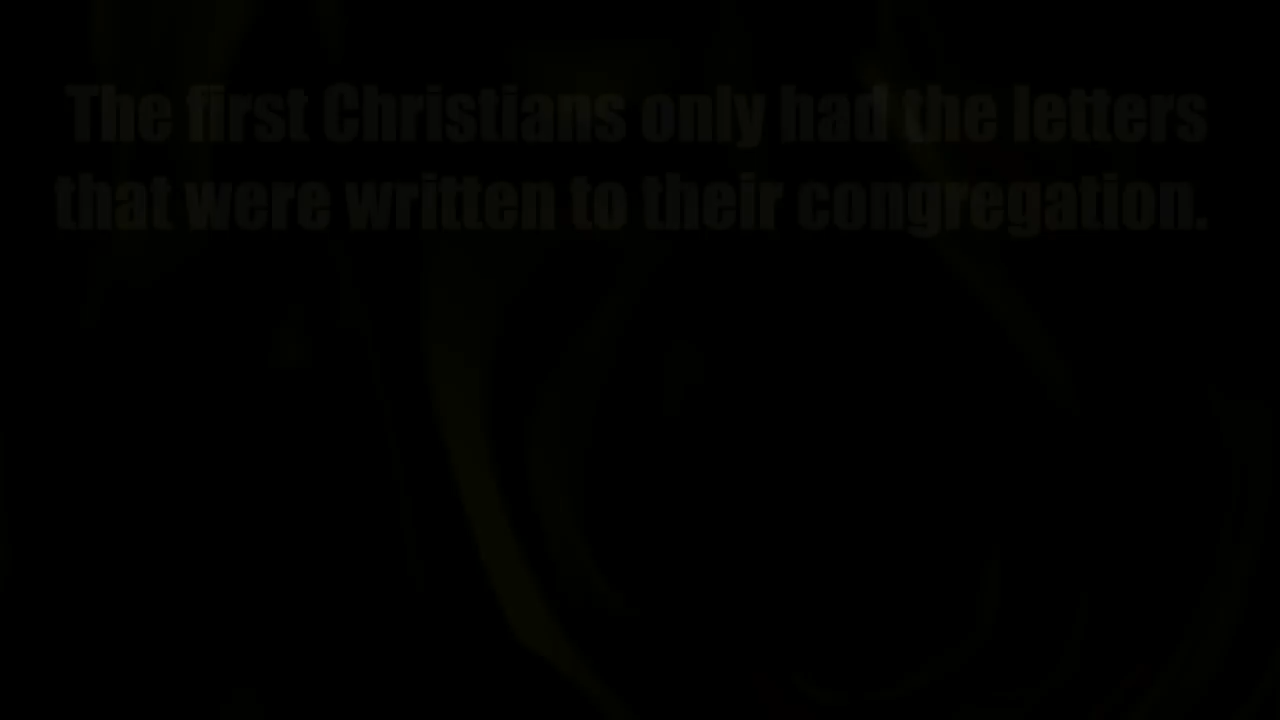 The first Christians only had the letters
that were written to their congregation.